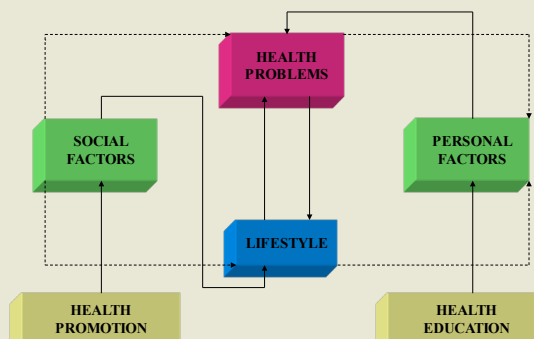 HEALTH
PROBLEMS
SOCIAL
FACTORS
PERSONAL
FACTORS
LIFESTYLE
HEALTH
PROMOTION
HEALTH
EDUCATION